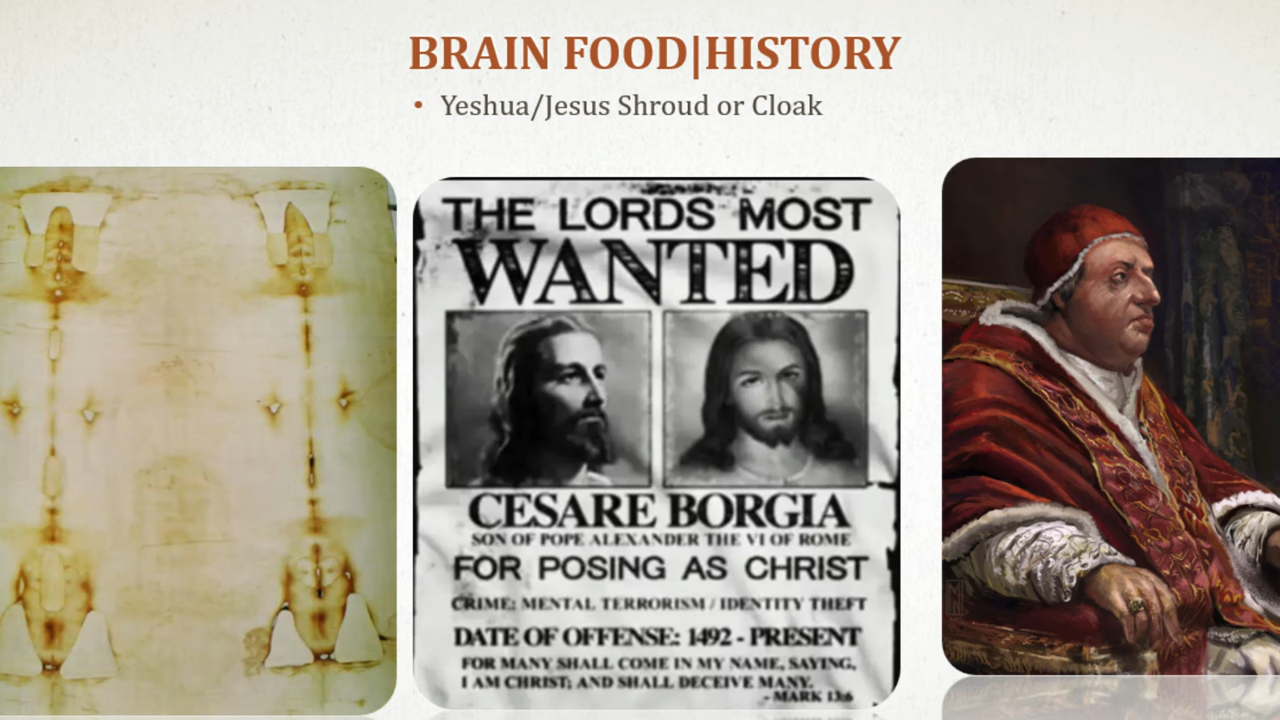 BRAIN FOOD|HISTORY
• Yeshua/Jesus Shroud or Cloak
THE LORDS MOST
WANTED
CESARE BORGIA
SON OF POPE ALEXANDER THE VI OF ROME
FOR POSING AS CHRIST
CRIME: MENTAL TERRORISM / IDENTITY THEFT
DATE OF OFFENSE: 1492 - PRESENT
FOR MANY SHALL COME IN MY NAME, SAYING,
I AM CHRIST; AND SHALL DECEIVE MANY.
- MARK 13:6